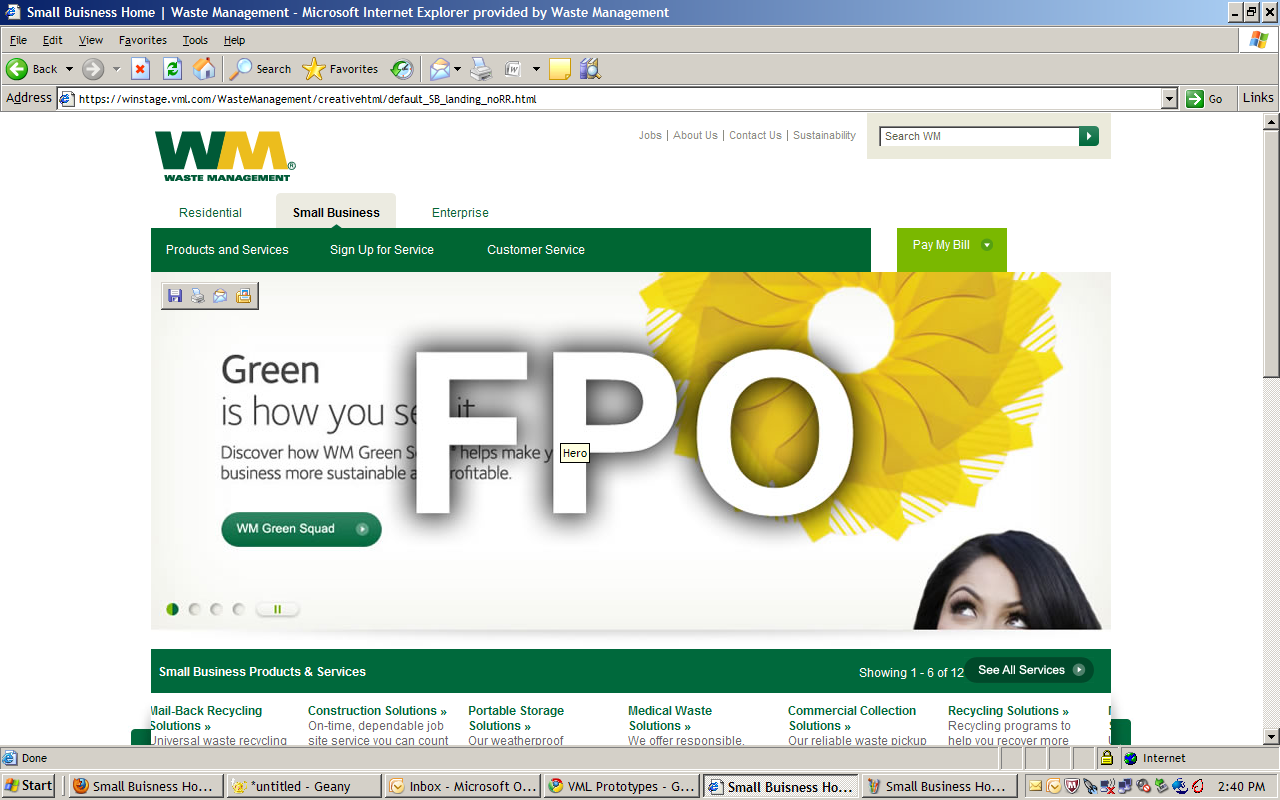 Small Buisness Home | Waste Management - Microsoft Internet Explorer provided by Waste Management
File Edit View Favorites Tools Help
Back Search Favorites
Address https://winstage.vml.com/WasteManagement/creativehtml/default_SB_landing_noRR.html Go Links
Jobs | About Us | Contact Us | Sustainability Search WM
WM®
WASTE MANAGEMENT
Residential Small Business Enterprise
Products and Services Sign Up for Service Customer Service Pay My Bill
Green
is how you it
FPO
Discover how WM Green helps make
business more sustainable
Hero
WM Green Squad
Small Business Products & Services Showing 1 - 6 of 12 See All Services
Mail-Back Recycling Construction Solutions » Portable Storage Medical Waste Commercial Collection Recycling Solutions »
Solutions » On-time, dependable job Solutions » Solutions » Solutions » Recycling programs to
Universal waste recycling site service you can count Our weatherproof We offer responsible, Our reliable waste pickup help you recover more
Done Internet
Start Small Buisness Ho... *untitled - Geany Inbox - Microsoft O... VML Prototypes - G... Small Buisness Ho... Small Buisness Ho... 2:40 PM